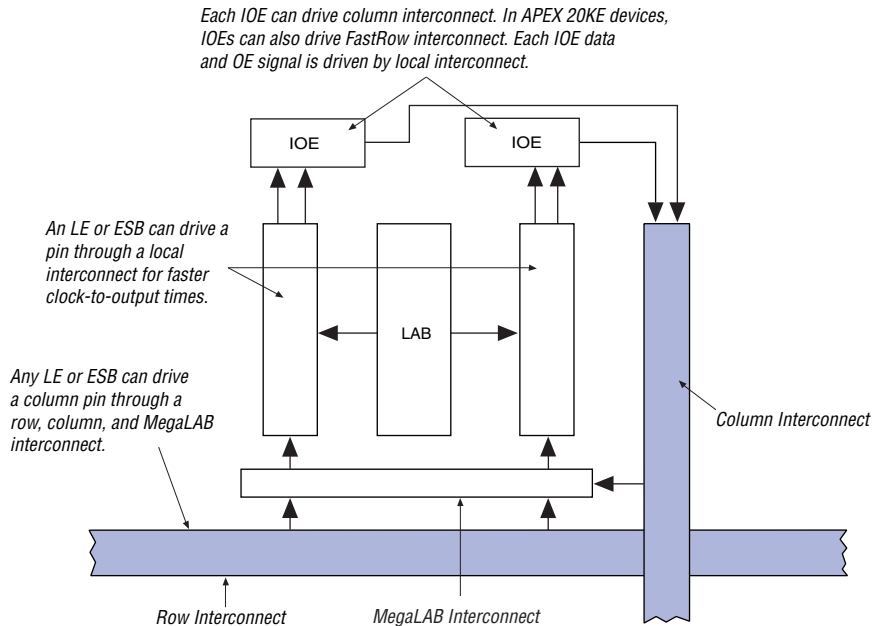 Each IOE can drive column interconnect. In APEX 20KE devices,
IOEs can also drive FastRow interconnect. Each IOE data
and OE signal is driven by local interconnect.
IOE
IOE
An LE or ESB can drive a
pin through a local
interconnect for faster
clock-to-output times.
LAB
Any LE or ESB can drive
a column pin through a
row, column, and MegaLAB
interconnect.
Column Interconnect
Row Interconnect
MegaLAB Interconnect